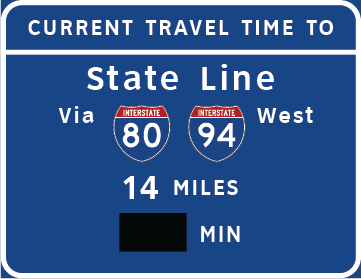 CURRENT TRAVEL TIME TO
State Line
Via INTERSTATE 80 INTERSTATE 94 West
14 MILES
MIN